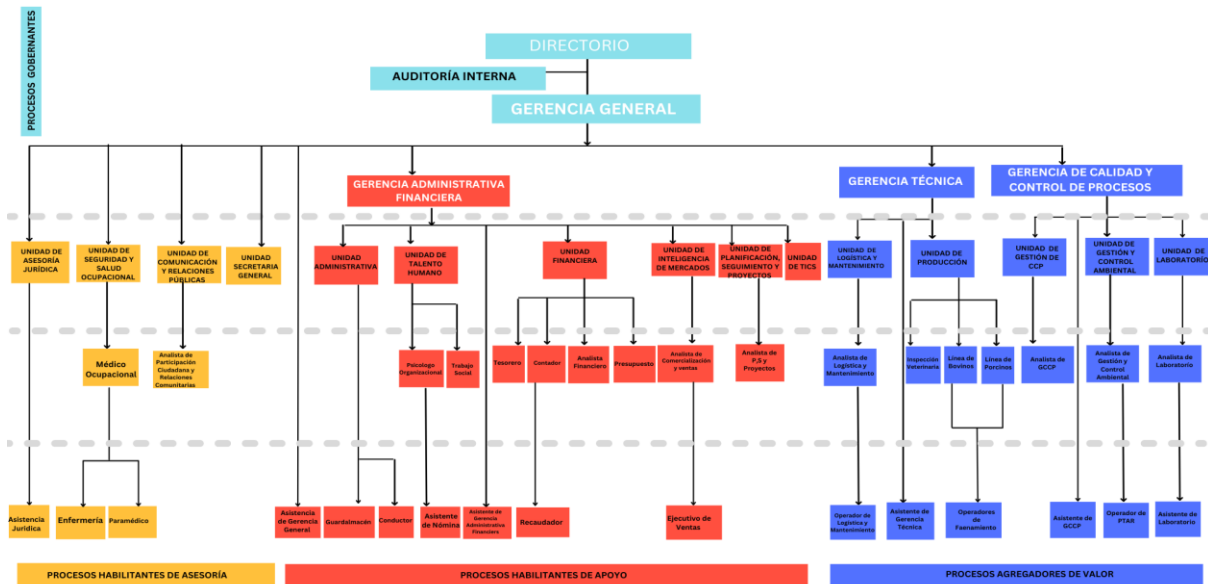 PROCESOS GOBERNANTES
DIRECTORIO
AUDITORÍA INTERNA
GERENCIA GENERAL
GERENCIA ADMINISTRATIVA
FINANCIERA
GERENCIA TÉCNICA
GERENCIA DE CALIDAD Y
CONTROL DE PROCESOS
UNIDAD DE
ASESORÍA
JURÍDICA
UNIDAD DE
SEGURIDAD Y
SALUD
OCUPACIONAL
UNIDAD DE
COMUNICACIÓN
Y RELACIONES
PÚBLICAS
UNIDAD
SECRETARIA
GENERAL
UNIDAD
ADMINISTRATIVA
UNIDAD DE
TALENTO
HUMANO
UNIDAD
FINANCIERA
UNIDAD DE
INTELIGENCIA
DE MERCADOS
UNIDAD DE
PLANIFICACIÓN,
SEGUIMIENTO Y
PROYECTOS
UNIDAD
DE TICS
UNIDAD DE
LOGÍSTICA Y
MANTENIMIENTO
UNIDAD DE
PRODUCCIÓN
UNIDAD DE
GESTIÓN DE
CCP
UNIDAD DE
GESTIÓN Y
CONTROL
AMBIENTAL
UNIDAD DE
LABORATORÍO
Médico
Ocupacional
Analista de
Participación
Ciudadana y
Relaciones
Comunitarias
Psicólogo
Organizacional
Trabajo
Social
Tesorero
Contador
Analista
Financiero
Presupuesto
Analista de
Comercialización
y ventas
Analista de
P,S y
Proyectos
Analista de
Logística y
Mantenimiento
Inspección
Veterinaria
Línea de
Bovinos
Línea de
Porcinos
Analista de
GCCP
Analista de
Gestión y
Control
Ambiental
Analista de
Laboratorio
Asistencia
Jurídica
Enfermería
Paramédico
Asistencia
de Gerencia
General
Guardalmacén
Conductor
Asistente
de Nómina
Asistente de
Gerencia
Administrativa
Financiers
Recaudador
Ejecutivo de
Ventas
Operador de
Logística y
Mantenimiento
Asistente de
Gerencia
Técnica
Operadores
de
Faenamiento
Asistente de
GCCP
Operador de
PTAR
Asistente de
Laboratorio
PROCESOS HABILITANTES DE ASESORÍA
PROCESOS HABILITANTES DE APOYO
PROCESOS AGREGADORES DE VALOR